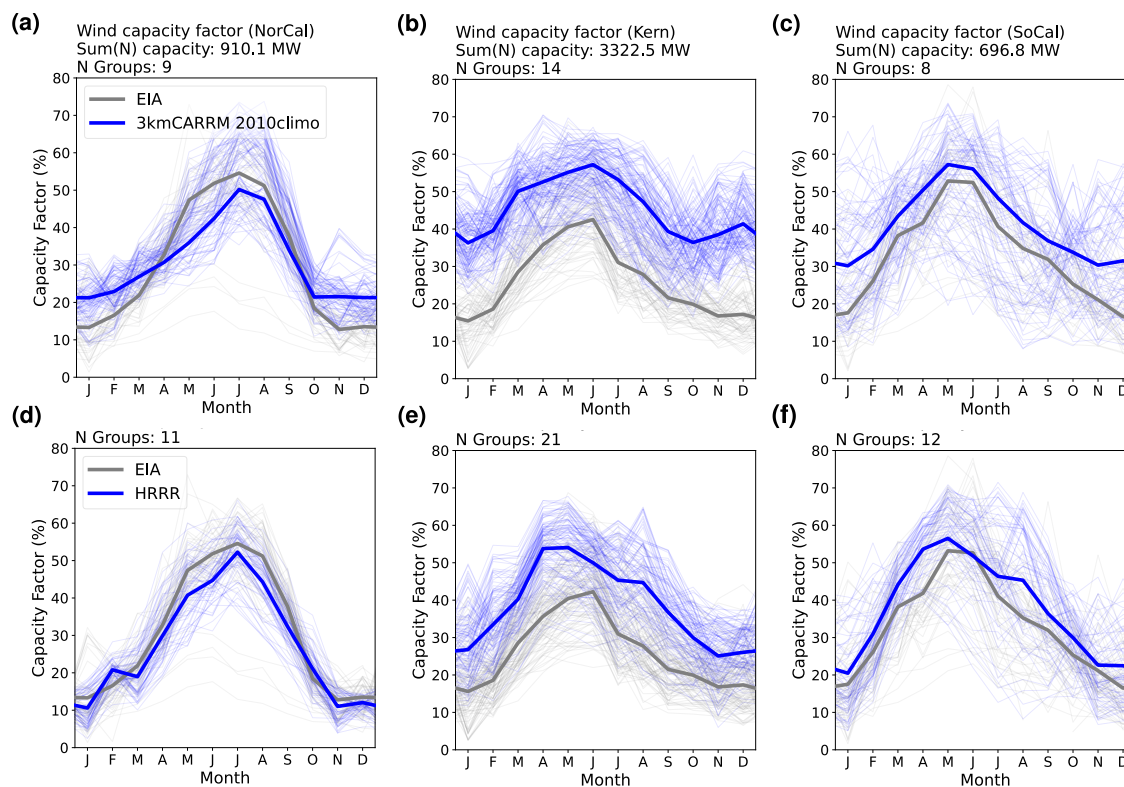 (a)
Wind capacity factor (NorCal)
Sum(N) capacity: 910.1 MW
N Groups: 9
EIA
3kmCARRM 2010climo
Capacity Factor (%)
80
70
60
50
40
30
20
10
0
J F M A M J J A S O N D
Month
(b)
Wind capacity factor (Kern)
Sum(N) capacity: 3322.5 MW
N Groups: 14
Capacity Factor (%)
80
70
60
50
40
30
20
10
0
J F M A M J J A S O N D
Month
(c)
Wind capacity factor (SoCal)
Sum(N) capacity: 696.8 MW
N Groups: 8
Capacity Factor (%)
80
70
60
50
40
30
20
10
0
J F M A M J J A S O N D
Month
(d)
N Groups: 11
EIA
HRRR
Capacity Factor (%)
80
70
60
50
40
30
20
10
0
J F M A M J J A S O N D
Month
(e)
N Groups: 21
Capacity Factor (%)
80
70
60
50
40
30
20
10
0
J F M A M J J A S O N D
Month
(f)
N Groups: 12
Capacity Factor (%)
80
70
60
50
40
30
20
10
0
J F M A M J J A S O N D
Month